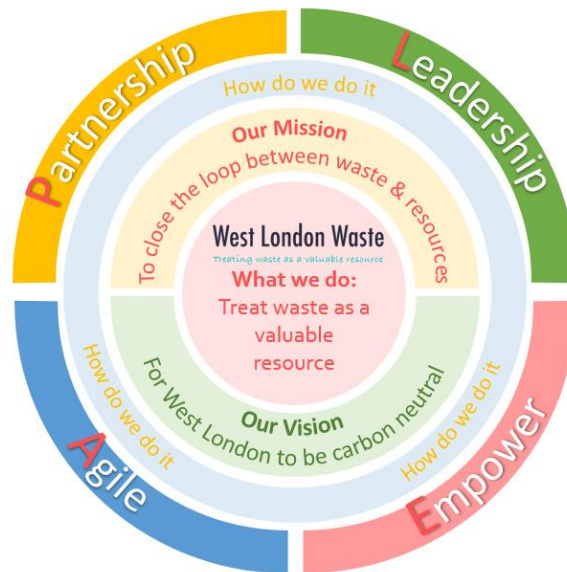 Partnership
Leadership
How do we do it
Our Mission
To close the loop between waste & resources
West London Waste
Treating waste as a valuable resource
What we do:
Treat waste as a
valuable
resource
How do we do it
How do we do it
Our Vision
For West London to be carbon neutral
Agile
Empower